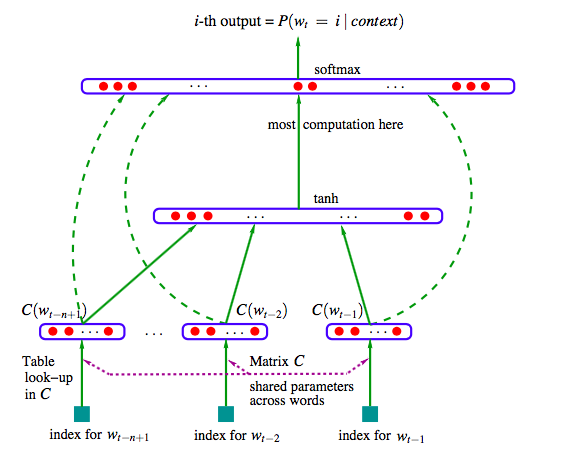 i-th output = P(w_t = i | context)
softmax
... ...
most computation here
tanh
... ...
C(w_{t−n+1}) C(w_{t−2}) C(w_{t−1})
... ... ... ...
Table Matrix C
look−up shared parameters
in C across words
index for w_{t−n+1} index for w_{t−2} index for w_{t−1}